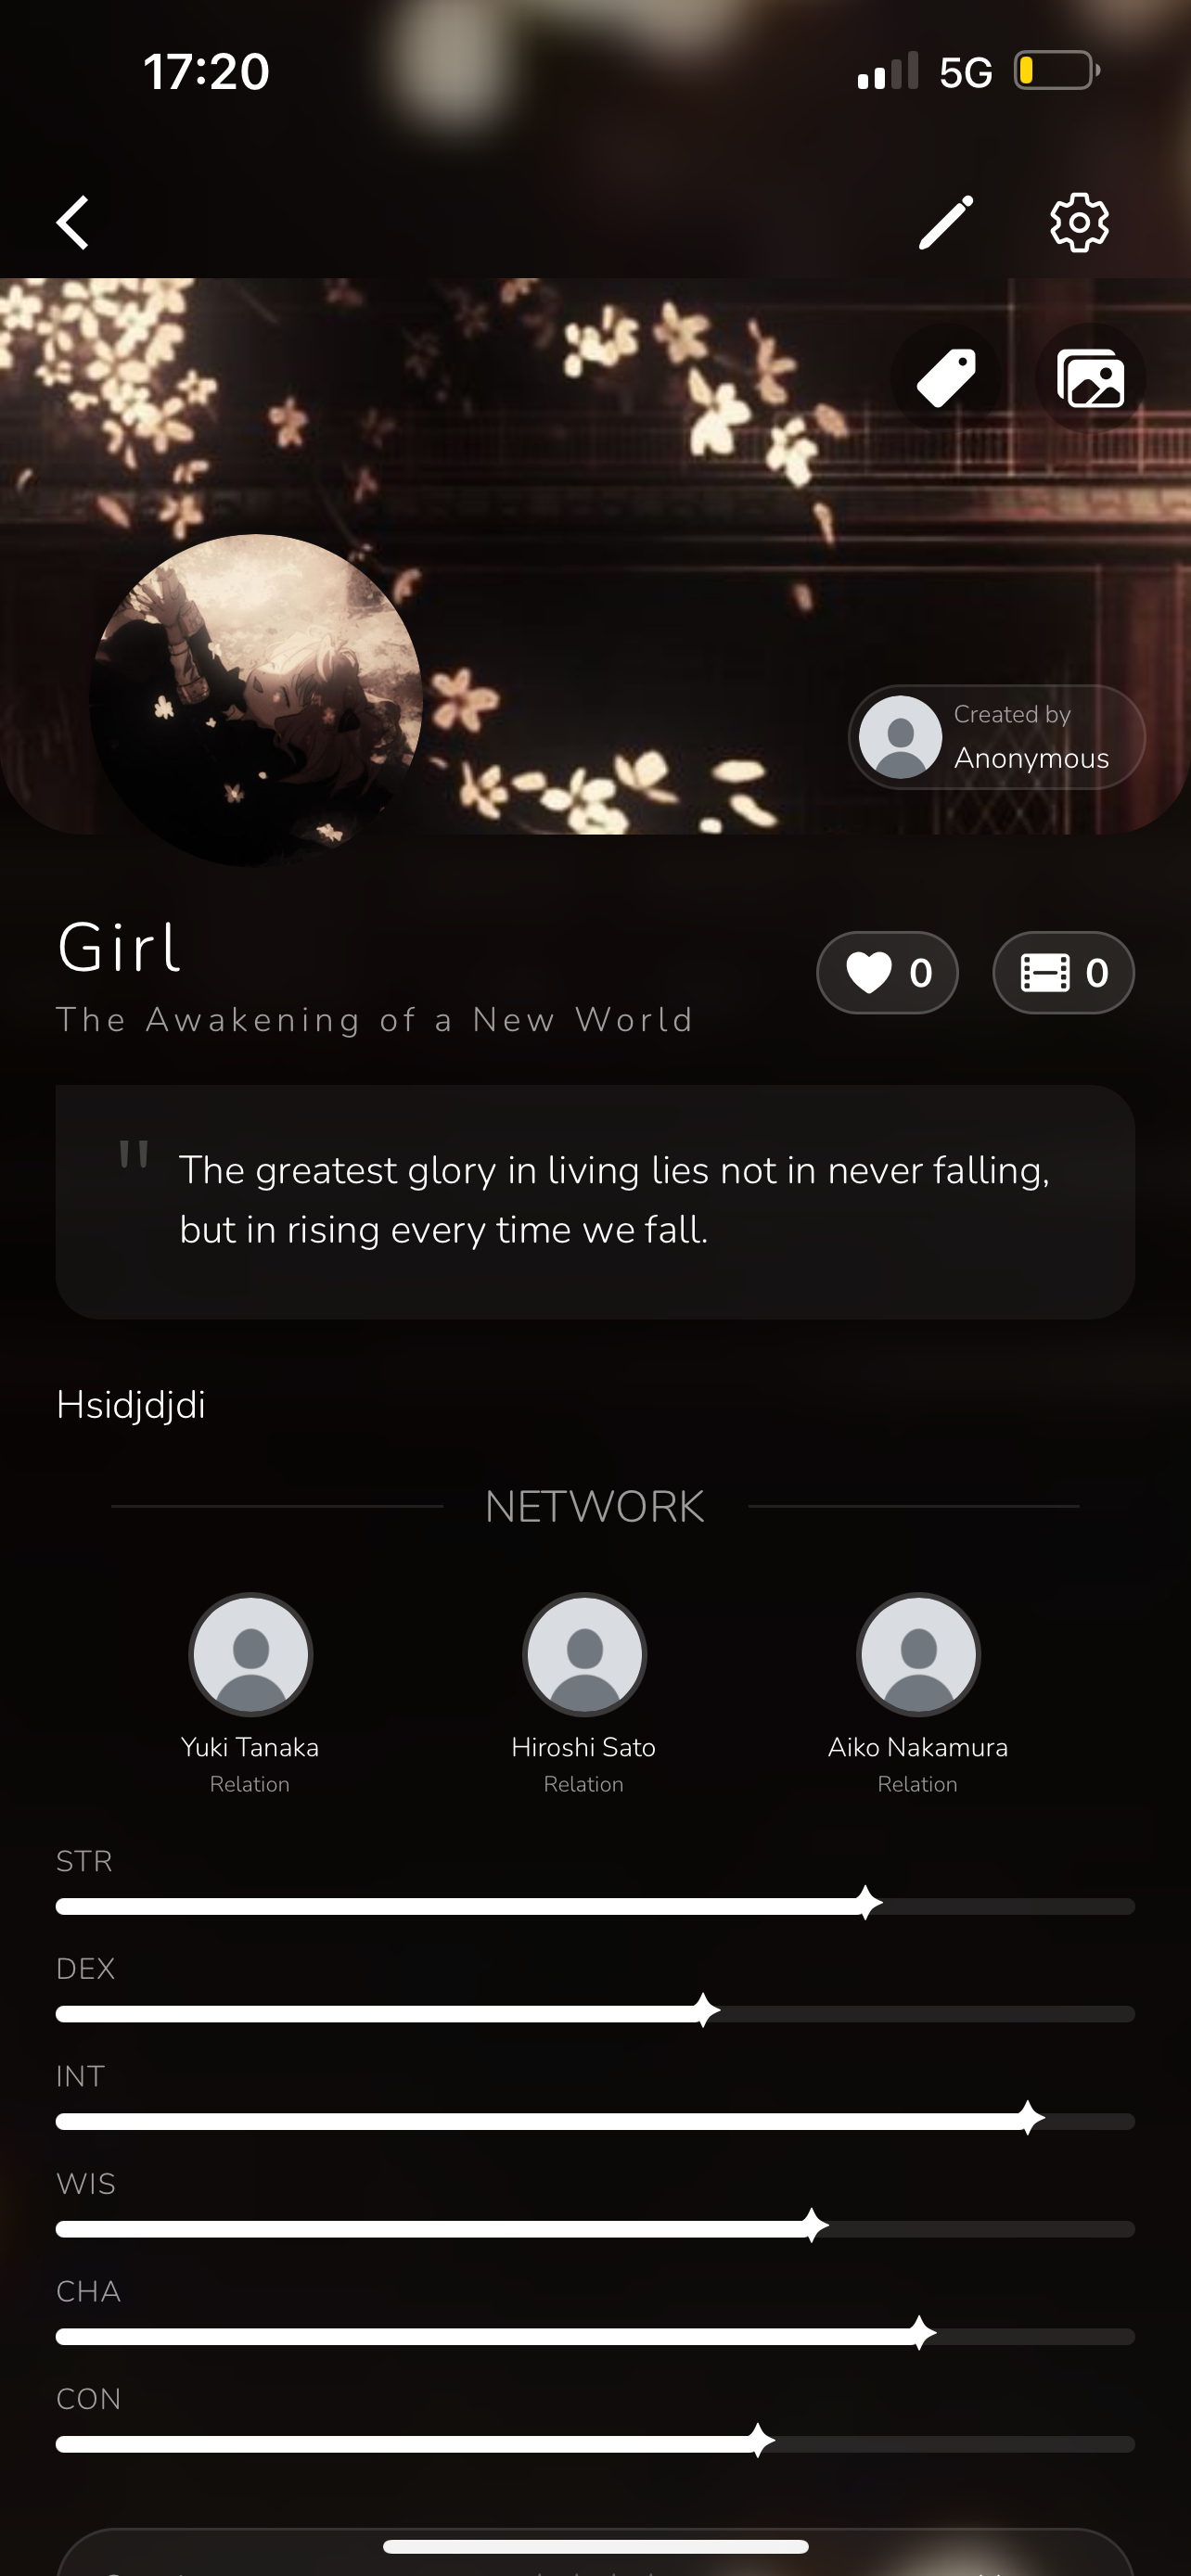 17:20
5G
Created by
Anonymous
Girl
0
0
The Awakening of a New World
"
The greatest glory in living lies not in never falling,
but in rising every time we fall.
Hsidjdjdi
NETWORK
Yuki Tanaka
Hiroshi Sato
Aiko Nakamura
Relation
Relation
Relation
STR
DEX
INT
WIS
CHA
CON